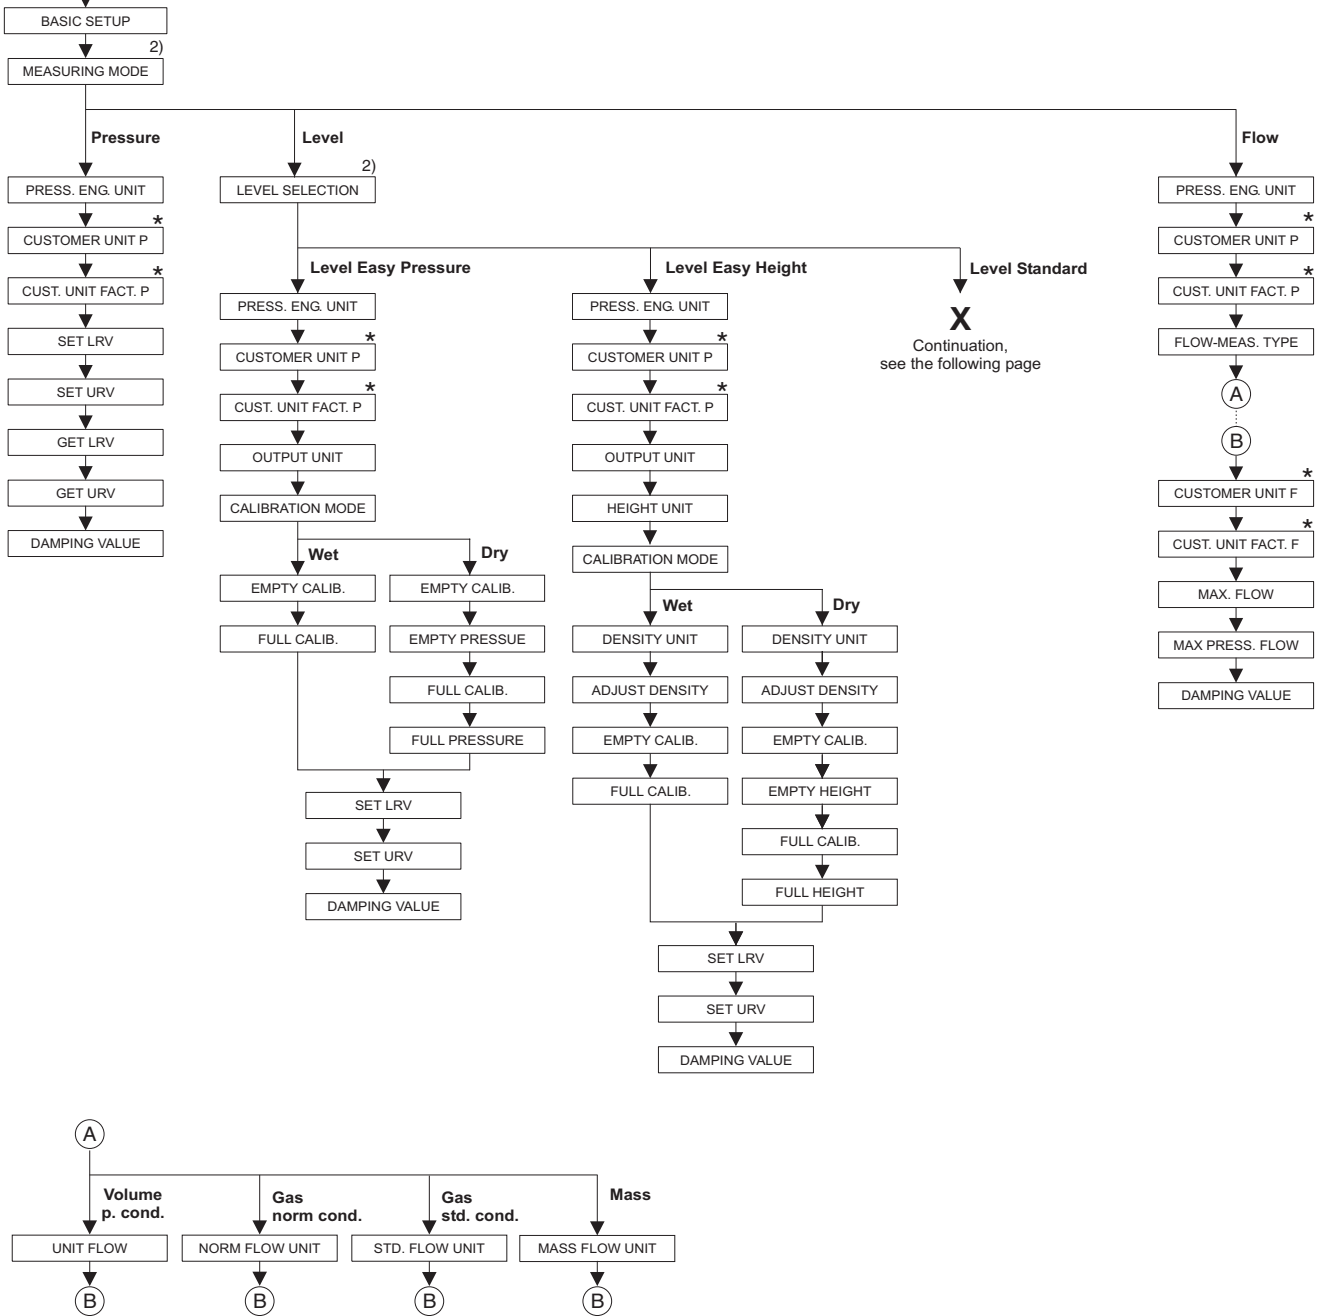 BASIC SETUP
2)
MEASURING MODE
Pressure
PRESS. ENG. UNIT
*
CUSTOMER UNIT P
*
CUST. UNIT FACT. P
SET LRV
SET URV
GET LRV
GET URV
DAMPING VALUE
Level
2)
LEVEL SELECTION
Level Easy Pressure
PRESS. ENG. UNIT
*
CUSTOMER UNIT P
*
CUST. UNIT FACT. P
OUTPUT UNIT
CALIBRATION MODE
Wet
EMPTY CALIB.
FULL CALIB.
Dry
EMPTY CALIB.
EMPTY PRESSUE
FULL CALIB.
FULL PRESSURE
SET LRV
SET URV
DAMPING VALUE
Level Easy Height
PRESS. ENG. UNIT
*
CUSTOMER UNIT P
*
CUST. UNIT FACT. P
OUTPUT UNIT
HEIGHT UNIT
CALIBRATION MODE
Wet
DENSITY UNIT
ADJUST DENSITY
EMPTY CALIB.
FULL CALIB.
Dry
DENSITY UNIT
ADJUST DENSITY
EMPTY CALIB.
EMPTY HEIGHT
FULL CALIB.
FULL HEIGHT
SET LRV
SET URV
DAMPING VALUE
Level Standard
X
Continuation,
see the following page
Flow
PRESS. ENG. UNIT
*
CUSTOMER UNIT P
*
CUST. UNIT FACT. P
FLOW-MEAS. TYPE
A
B
*
CUSTOMER UNIT F
*
CUST. UNIT FACT. F
MAX. FLOW
MAX PRESS. FLOW
DAMPING VALUE
A
Volume
p. cond.
UNIT FLOW
B
Gas
norm cond.
NORM FLOW UNIT
B
Gas
std. cond.
STD. FLOW UNIT
B
Mass
MASS FLOW UNIT
B